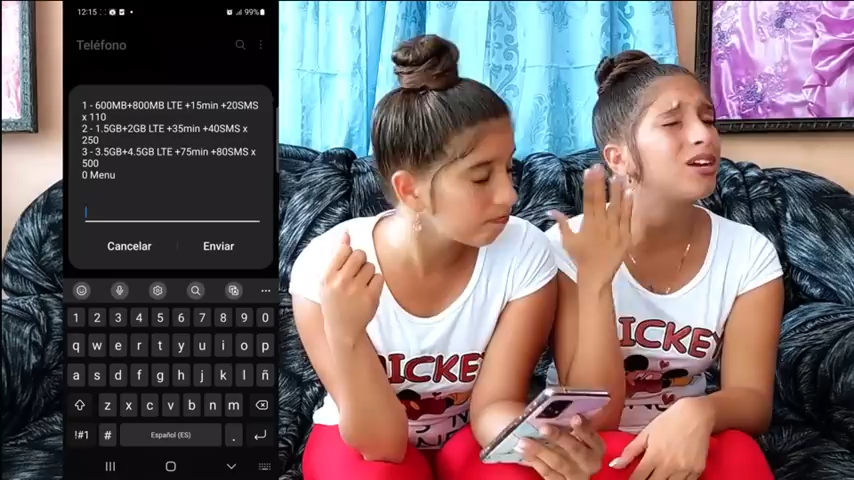 12:15
99%
Teléfono
1 - 600MB+800MB LTE +15min +20SMS
x 110
2 - 1.5GB+2GB LTE +35min +40SMS x
250
3 - 3.5GB+4.5GB LTE +75min +80SMS x
500
0 Menu
Cancelar
Enviar
1 2 3 4 5 6 7 8 9 0
q w e r t y u i o p
a s d f g h j k l ñ
z x c v b n m
!#1
#
Español (ES)
.
MICKEY
MICKEY